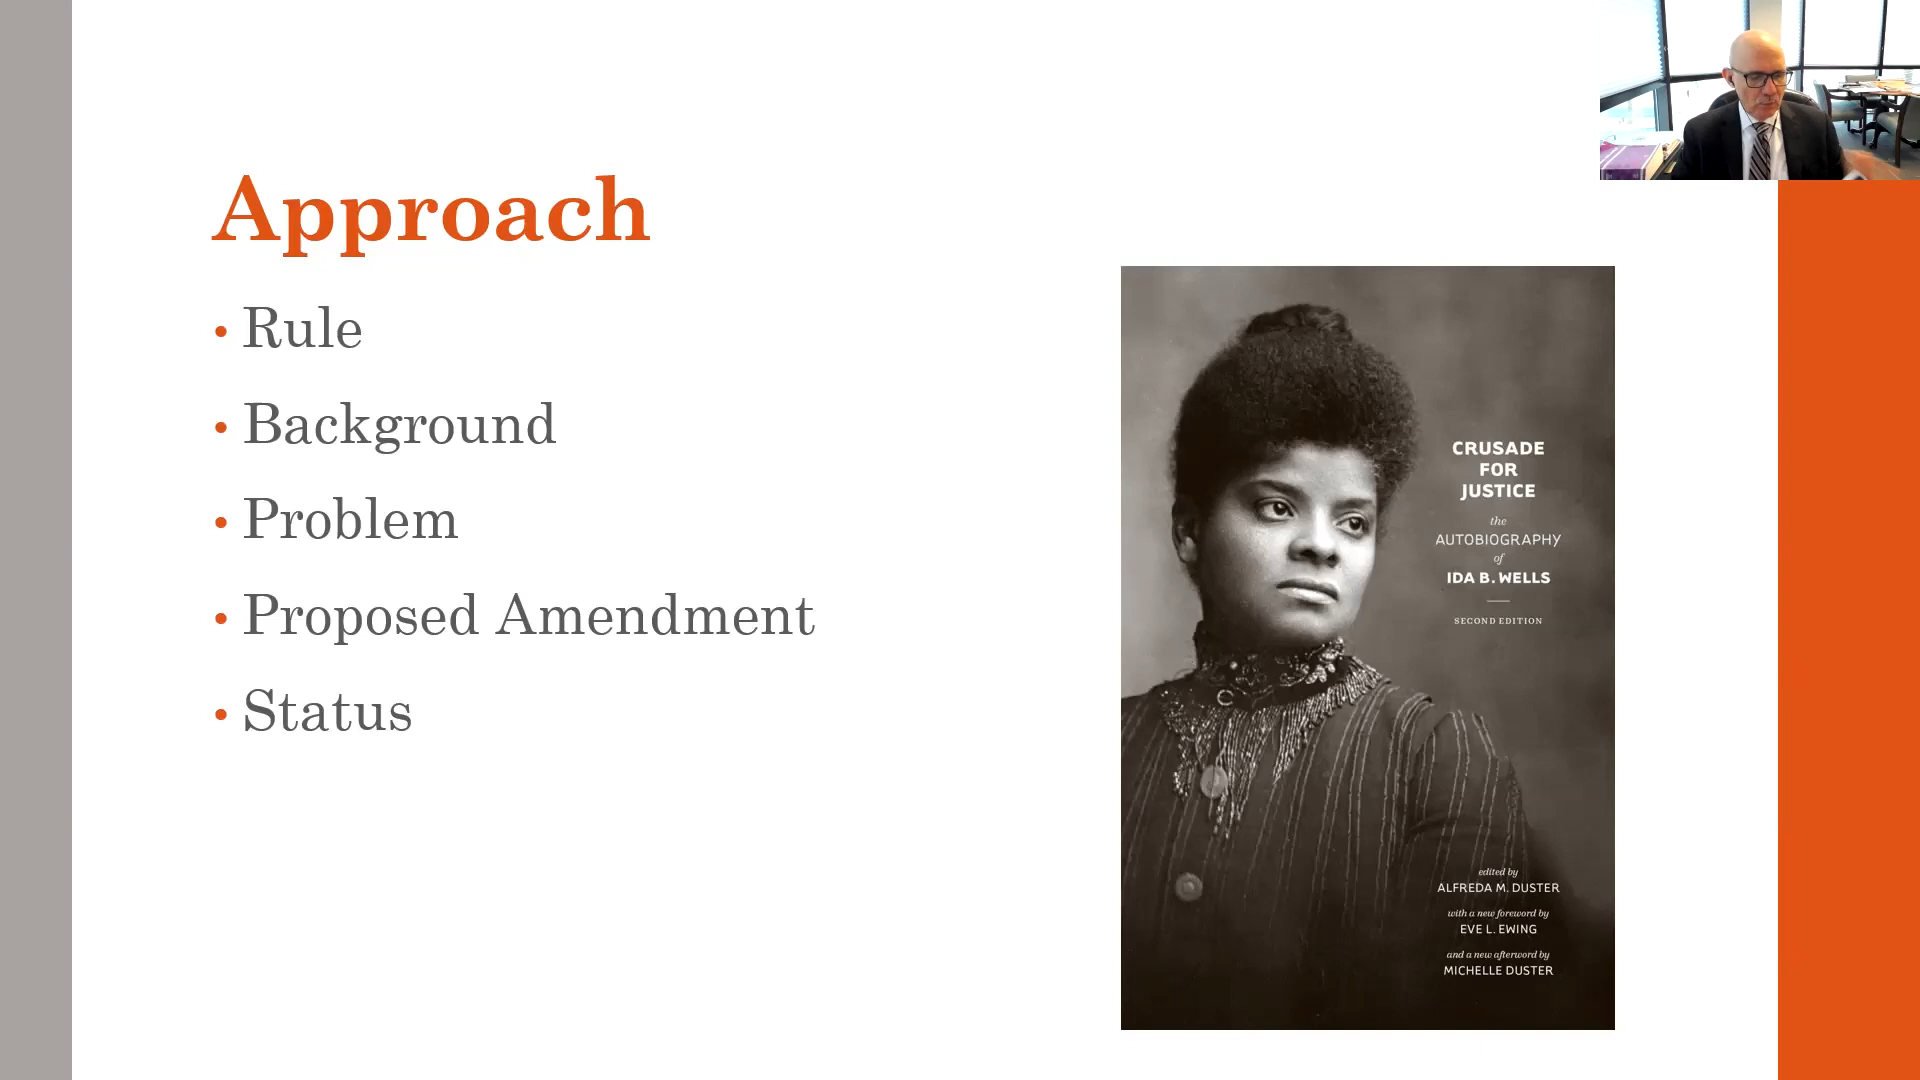 Approach
• Rule
• Background
• Problem
• Proposed Amendment
• Status
CRUSADE
FOR
JUSTICE
the
AUTOBIOGRAPHY
of
IDA B. WELLS
SECOND EDITION
edited by
ALFREDA M. DUSTER
with a new foreword by
EVE L. EWING
and a new afterword by
MICHELLE DUSTER